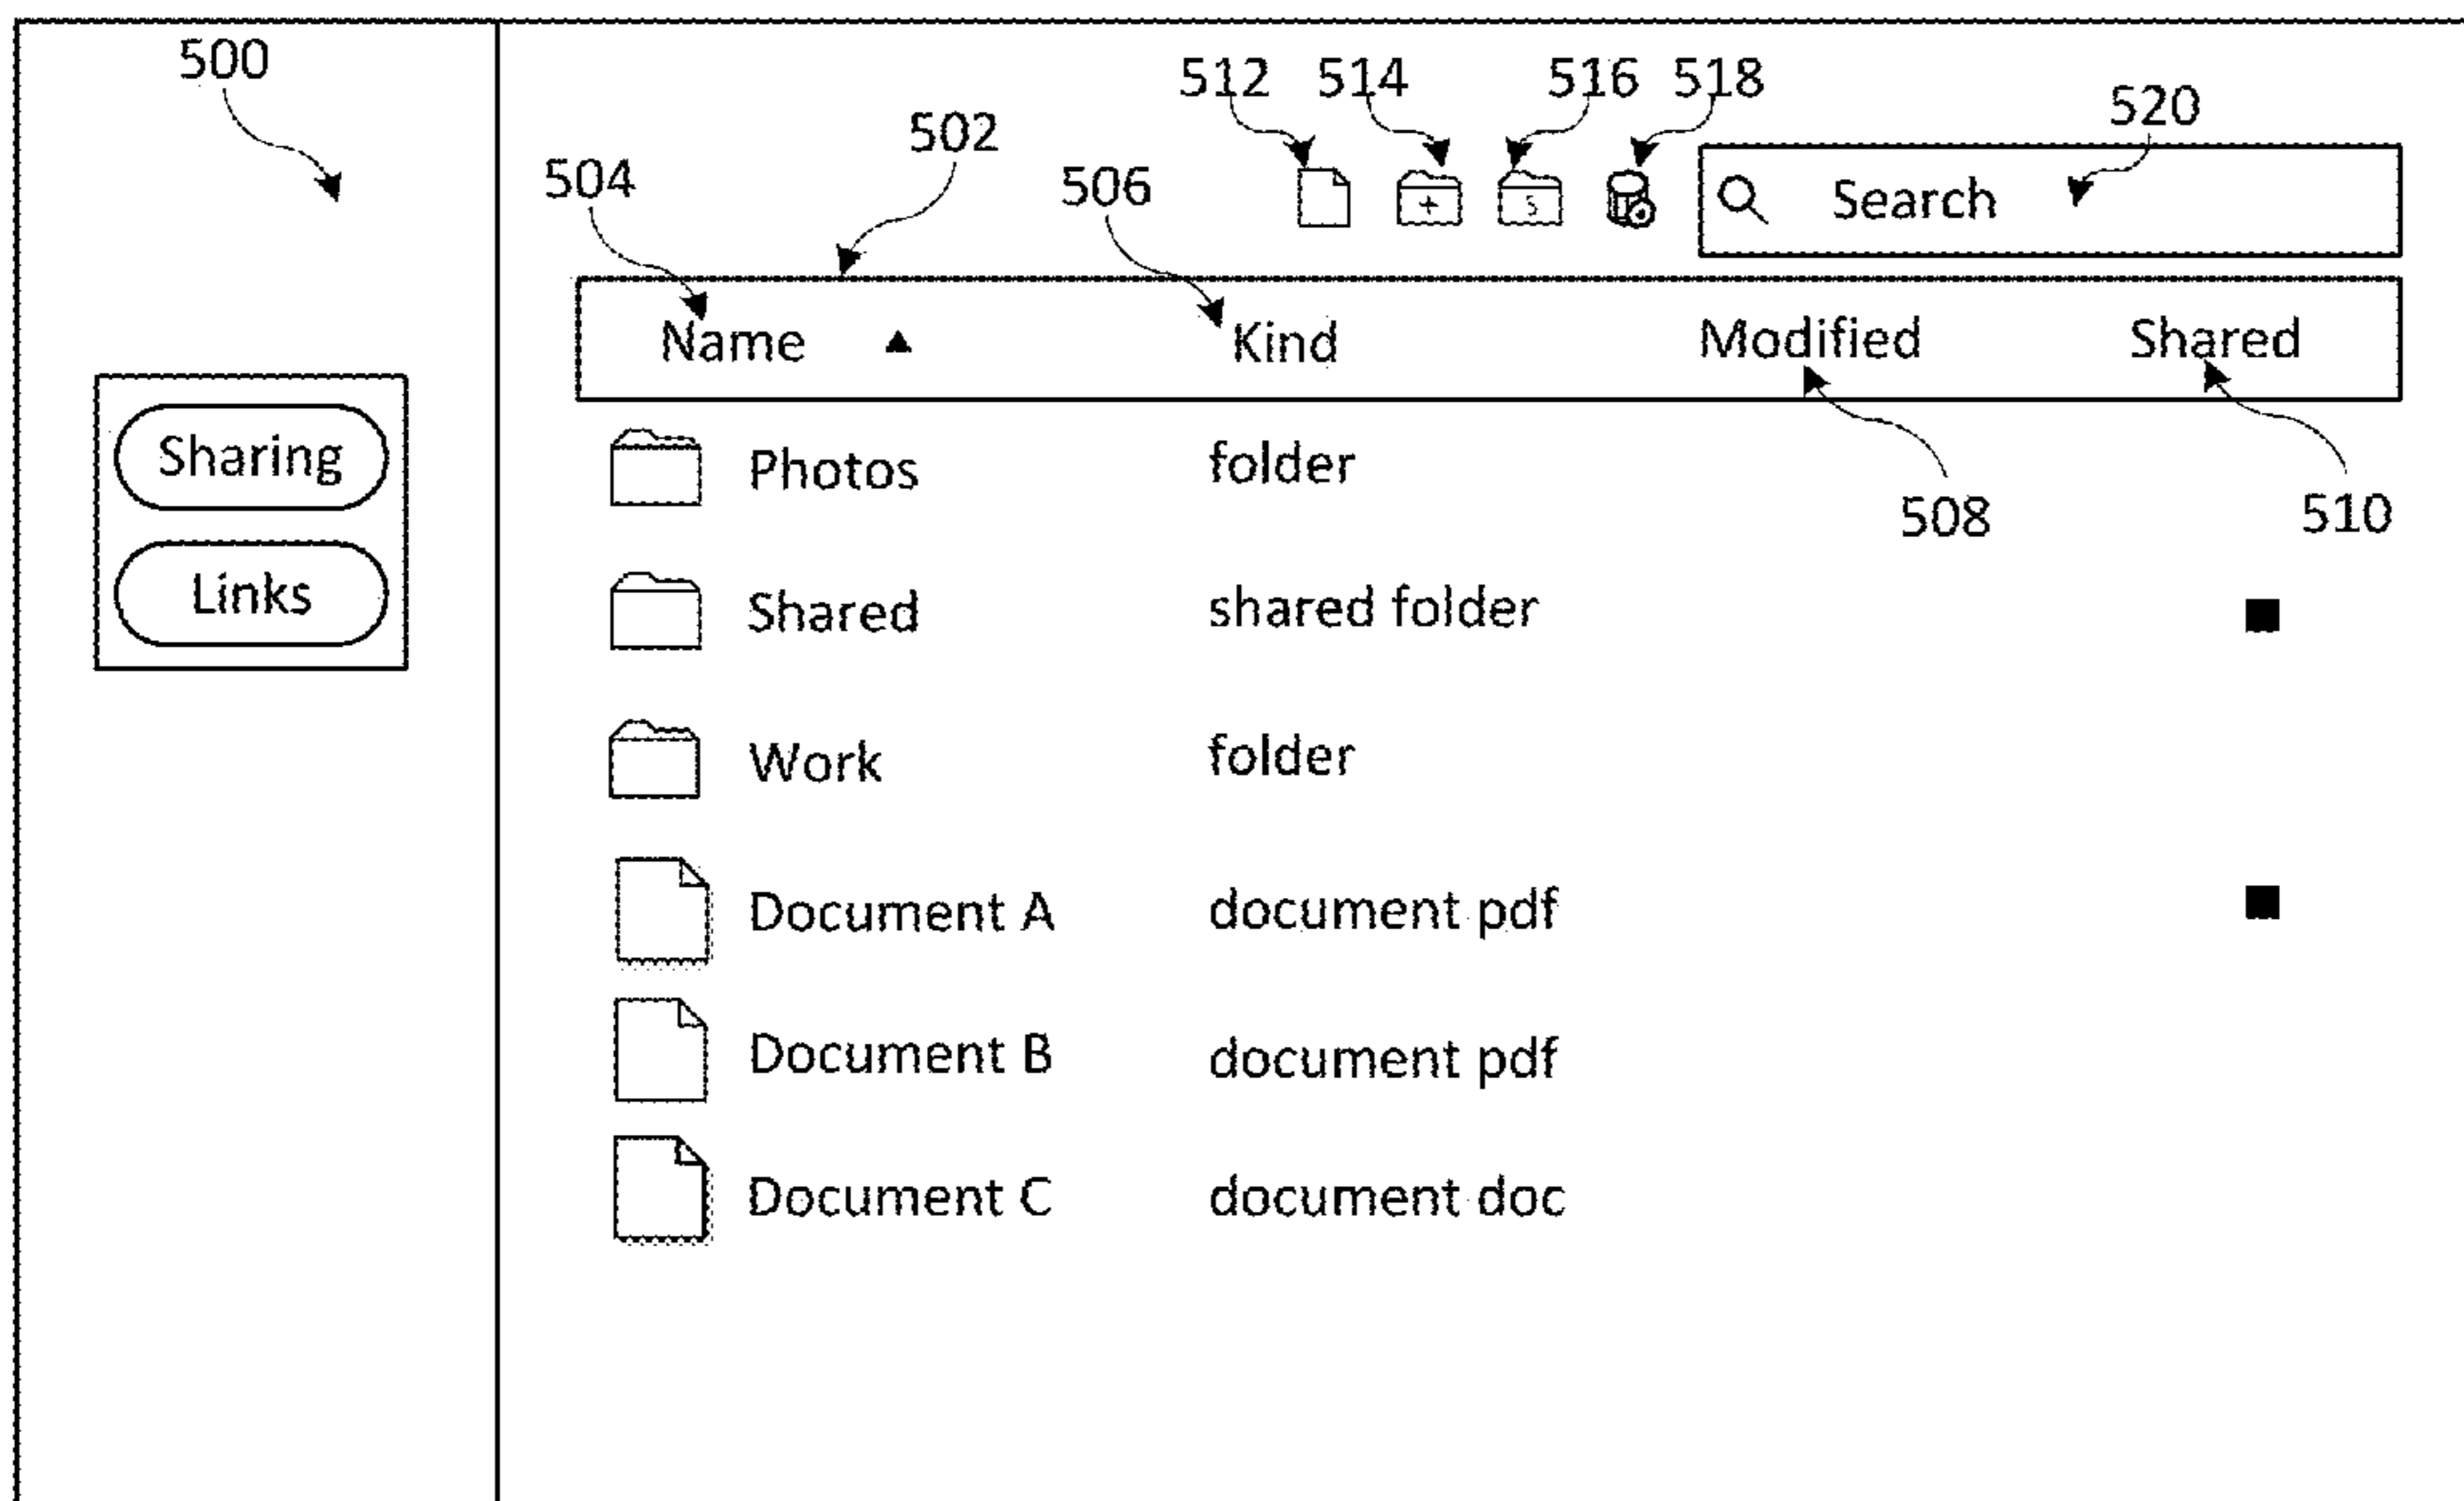 500
512 514 516 518
520
502
504
506
+ S
Search
Name Kind Modified Shared
Sharing
Links
Photos folder
508 510
Shared shared folder
Work folder
Document A document pdf
Document B document pdf
Document C document doc